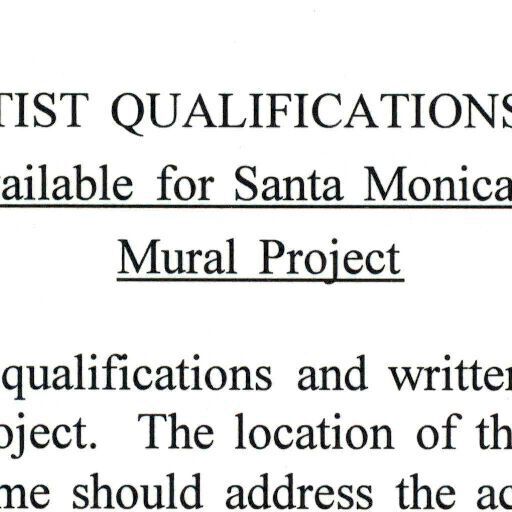 TIST QUALIFICATIONS
ailable for Santa Monica
Mural Project
qualifications and written
oject. The location of th
me should address the ac